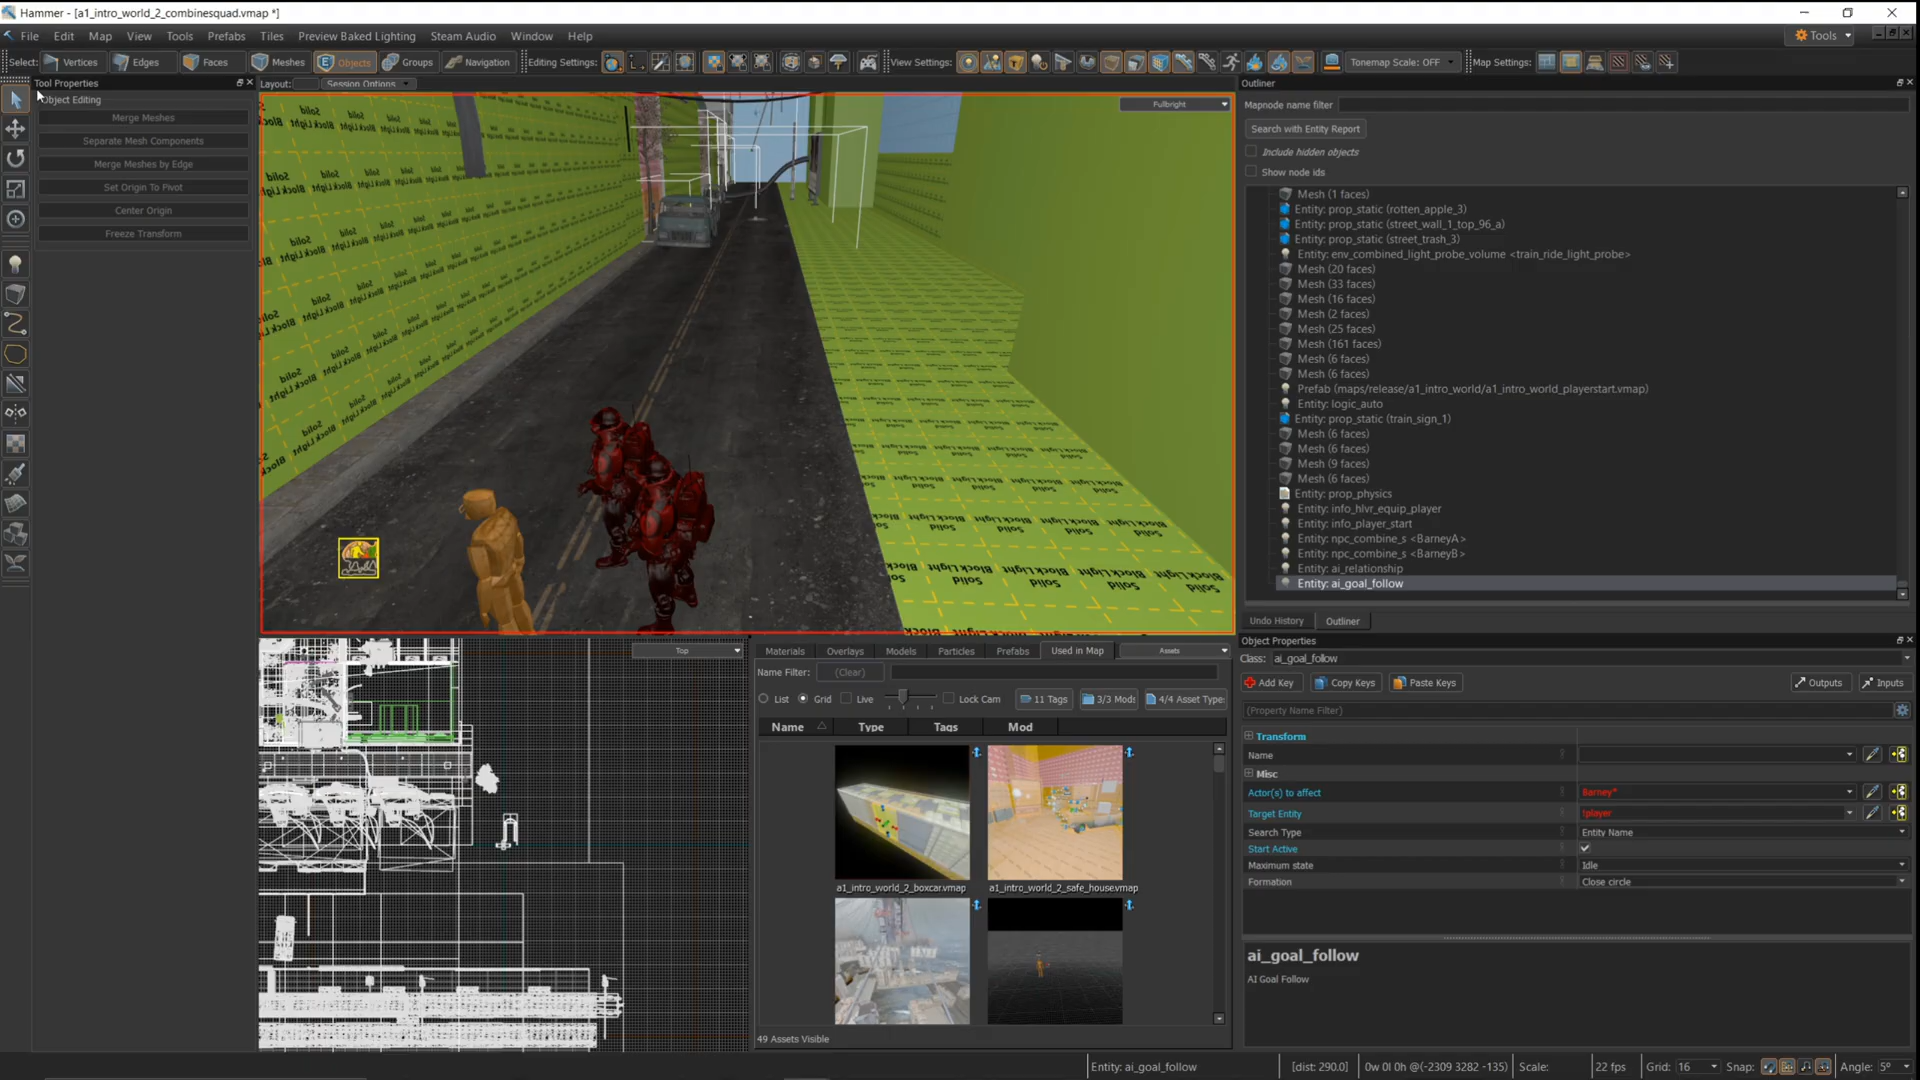 Hammer - [a1_intro_world_2_combinesquad.vmap *]
File Edit Map View Tools Prefabs Tiles Preview Baked Lighting Steam Audio Window Help
Tools
Select: Vertices Edges Faces Meshes Objects Groups Navigation Editing Settings: View Settings: Tonemap Scale: OFF Map Settings:
Tool Properties
Object Editing
Merge Meshes
Separate Mesh Components
Merge Meshes by Edge
Set Origin To Pivot
Center Origin
Freeze Transform
Layout: Session Options
Fullbright
Solid
Block Light
Outliner
Mapnode name filter
Search with Entity Report
Include hidden objects
Show node ids
Mesh (1 faces)
Entity: prop_static (rotten_apple_3)
Entity: prop_static (street_wall_1_top_96_a)
Entity: prop_static (street_trash_3)
Entity: env_combined_light_probe_volume <train_ride_light_probe>
Mesh (20 faces)
Mesh (33 faces)
Mesh (16 faces)
Mesh (2 faces)
Mesh (25 faces)
Mesh (161 faces)
Mesh (6 faces)
Mesh (6 faces)
Prefab (maps/release/a1_intro_world/a1_intro_world_playerstart.vmap)
Entity: logic_auto
Entity: prop_static (train_sign_1)
Mesh (6 faces)
Mesh (6 faces)
Mesh (9 faces)
Mesh (6 faces)
Entity: prop_physics
Entity: info_hlvr_equip_player
Entity: info_player_start
Entity: npc_combine_s <BarneyA>
Entity: npc_combine_s <BarneyB>
Entity: ai_relationship
Entity: ai_goal_follow
Undo History Outliner
Top
Materials Overlays Models Particles Prefabs Used in Map Assets
Name Filter: (Clear)
List Grid Live Lock Cam 11 Tags 3/3 Mods 4/4 Asset Type
Name Type Tags Mod
a1_intro_world_2_boxcar.vmap
a1_intro_world_2_safe_house.vmap
49 Assets Visible
Object Properties
Class: ai_goal_follow
Add Key Copy Keys Paste Keys Outputs Inputs
(Property Name Filter)
Transform
Name
Misc
Actor(s) to affect Barney*
Target Entity !player
Search Type Entity Name
Start Active
Maximum state Idle
Formation Close circle
ai_goal_follow
AI Goal Follow
Entity: ai_goal_follow [dist: 290.0] 0w 0l 0h @(-2309 3282 -135) Scale: 22 fps Grid: 16 Snap: Angle: 5°